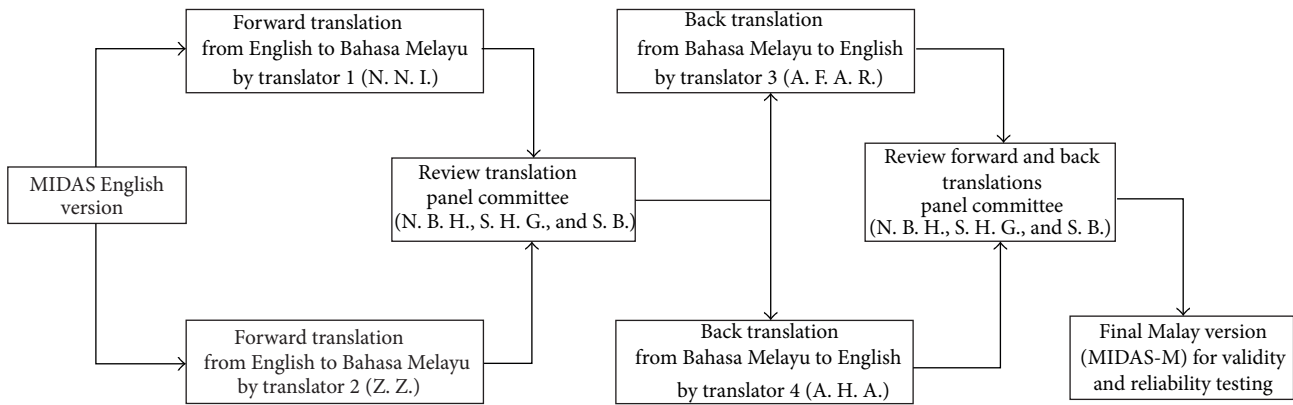 MIDAS English
version
Forward translation
from English to Bahasa Melayu
by translator 1 (N. N. I.)
Forward translation
from English to Bahasa Melayu
by translator 2 (Z. Z.)
Review translation
panel committee
(N. B. H., S. H. G., and S. B.)
Back translation
from Bahasa Melayu to English
by translator 3 (A. F. A. R.)
Back translation
from Bahasa Melayu to English
by translator 4 (A. H. A.)
Review forward and back
translations
panel committee
(N. B. H., S. H. G., and S. B.)
Final Malay version
(MIDAS-M) for validity
and reliability testing